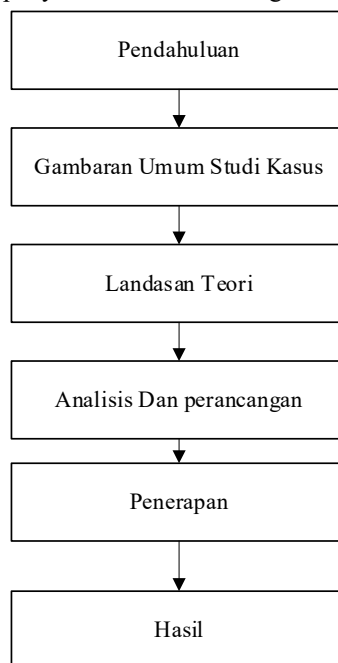 Pendahuluan
Gambaran Umum Studi Kasus
Landasan Teori
Analisis Dan perancangan
Penerapan
Hasil